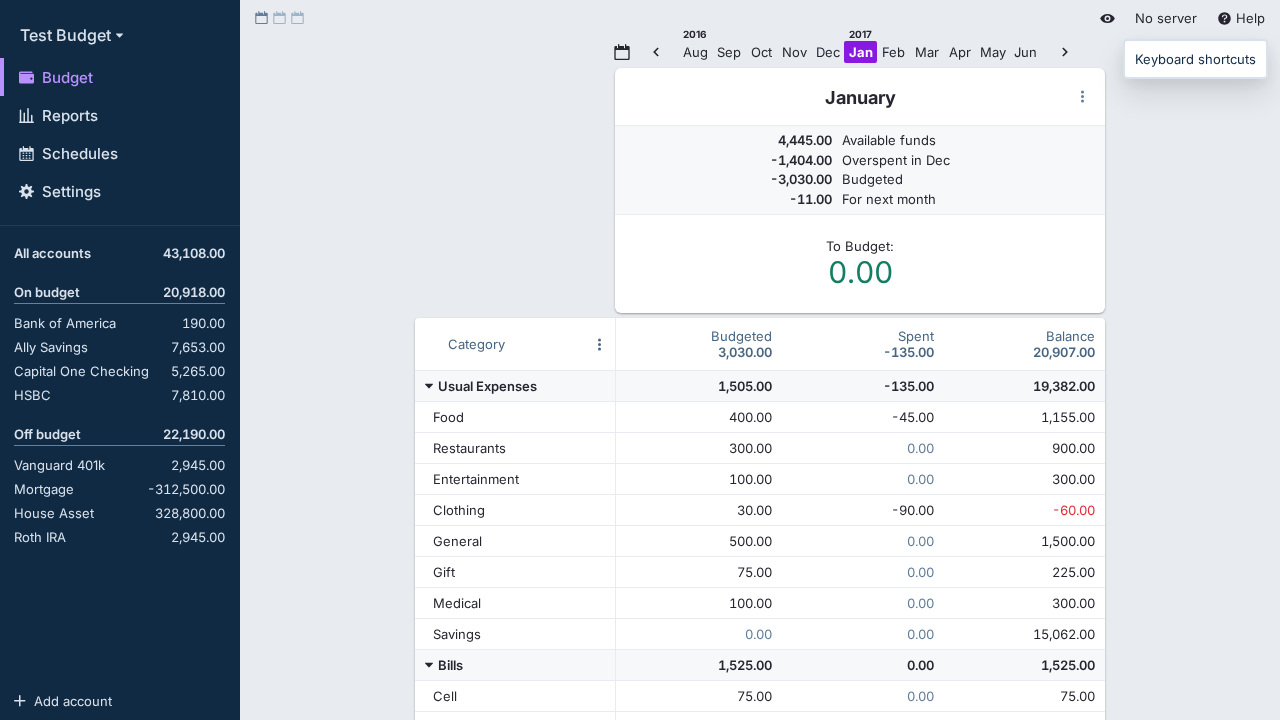 Test Budget
Budget
Reports
Schedules
Settings
All accounts 43,108.00
On budget 20,918.00
Bank of America 190.00
Ally Savings 7,653.00
Capital One Checking 5,265.00
HSBC 7,810.00
Off budget 22,190.00
Vanguard 401k 2,945.00
Mortgage -312,500.00
House Asset 328,800.00
Roth IRA 2,945.00
Add account
No server Help
Keyboard shortcuts
2016 2017
Aug Sep Oct Nov Dec Jan Feb Mar Apr May Jun
January
4,445.00 Available funds
-1,404.00 Overspent in Dec
-3,030.00 Budgeted
-11.00 For next month
To Budget:
0.00
Category Budgeted 3,030.00 Spent -135.00 Balance 20,907.00
Usual Expenses 1,505.00 -135.00 19,382.00
Food 400.00 -45.00 1,155.00
Restaurants 300.00 0.00 900.00
Entertainment 100.00 0.00 300.00
Clothing 30.00 -90.00 -60.00
General 500.00 0.00 1,500.00
Gift 75.00 0.00 225.00
Medical 100.00 0.00 300.00
Savings 0.00 0.00 15,062.00
Bills 1,525.00 0.00 1,525.00
Cell 75.00 0.00 75.00